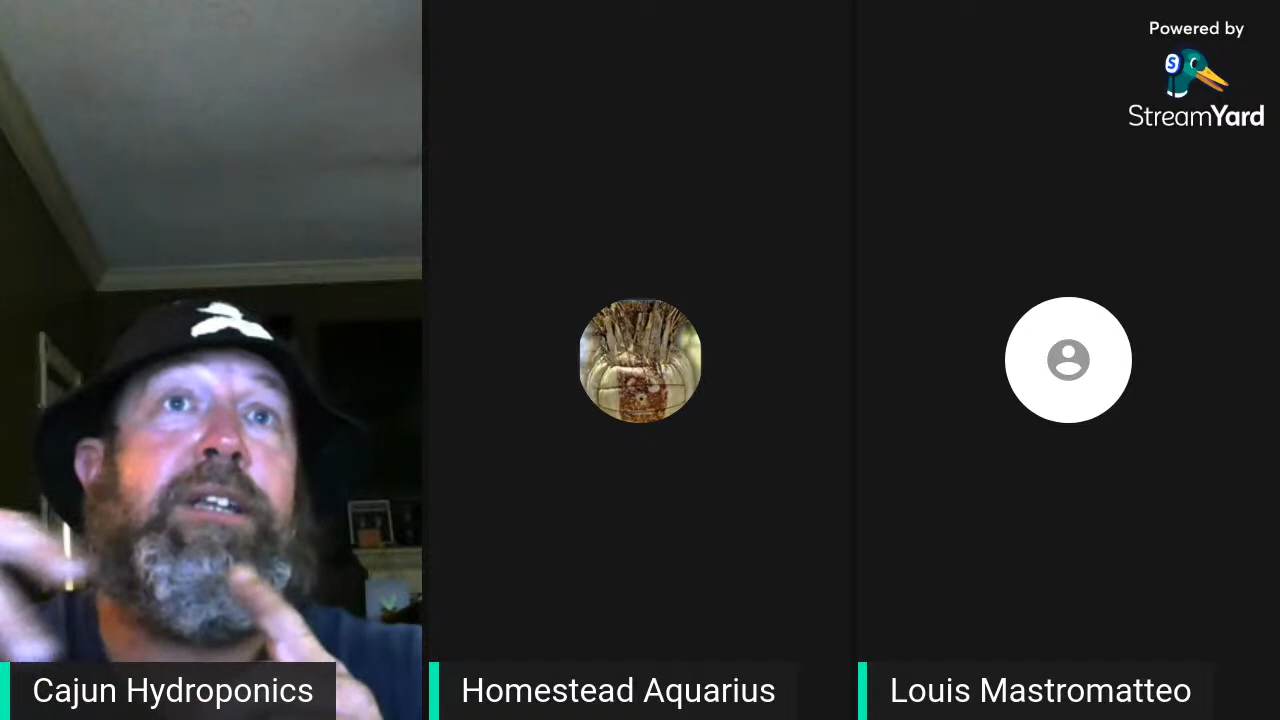 Powered by
S
StreamYard
Cajun Hydroponics
Homestead Aquarius
Louis Mastromatteo